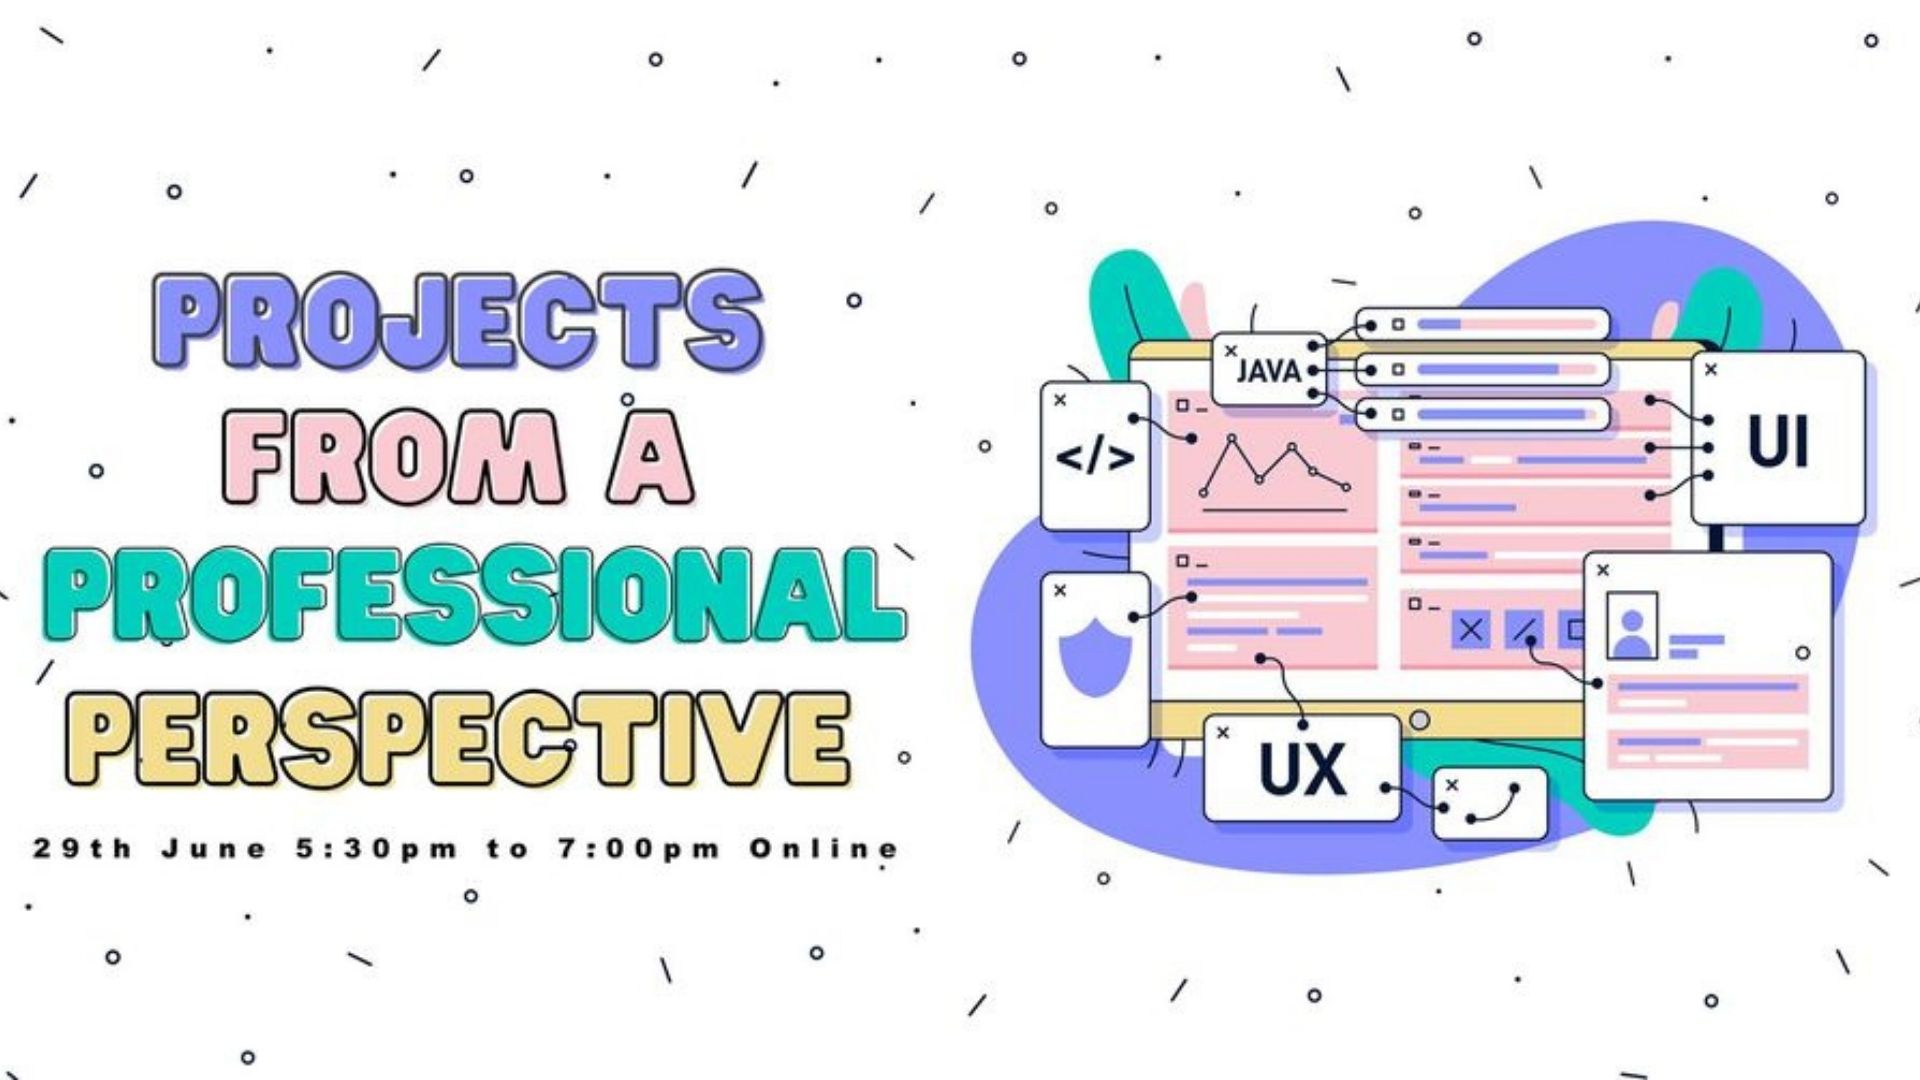 PROJECTS
FROM A
PROFESSIONAL
PERSPECTIVE
29th June 5:30pm to 7:00pm Online
JAVA
</>
UI
UX